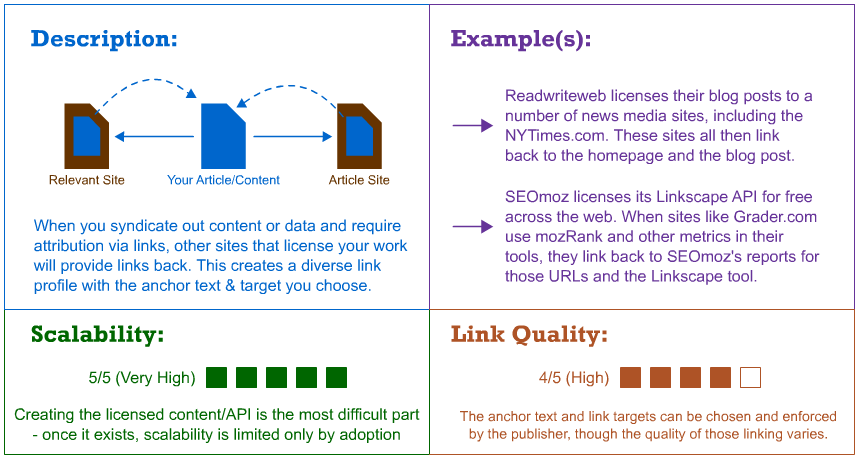 Description:
Relevant Site
Your Article/Content
Article Site
When you syndicate out content or data and require
attribution via links, other sites that license your work
will provide links back. This creates a diverse link
profile with the anchor text & target you choose.
Example(s):
Readwriteweb licenses their blog posts to a
number of news media sites, including the
NYTimes.com. These sites all then link
back to the homepage and the blog post.
SEOmoz licenses its Linkscape API for free
across the web. When sites like Grader.com
use mozRank and other metrics in their
tools, they link back to SEOmoz's reports for
those URLs and the Linkscape tool.
Scalability:
5/5 (Very High)
Creating the licensed content/API is the most difficult part
- once it exists, scalability is limited only by adoption
Link Quality:
4/5 (High)
The anchor text and link targets can be chosen and enforced
by the publisher, though the quality of those linking varies.